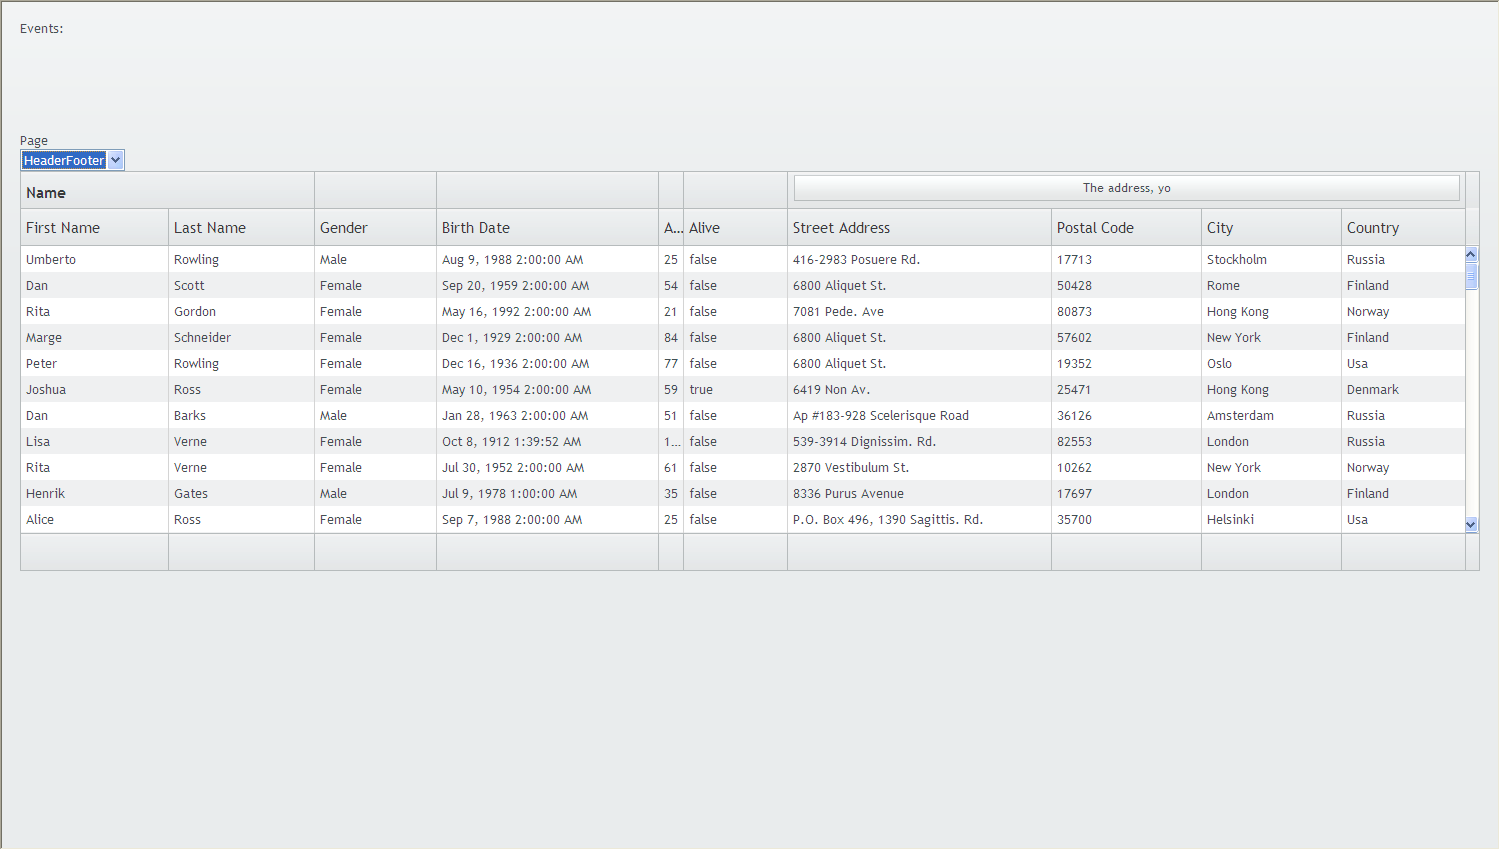 Events:
Page
HeaderFooter
Name The address, yo
First Name Last Name Gender Birth Date A... Alive Street Address Postal Code City Country
Umberto Rowling Male Aug 9, 1988 2:00:00 AM 25 false 416-2983 Posuere Rd. 17713 Stockholm Russia
Dan Scott Female Sep 20, 1959 2:00:00 AM 54 false 6800 Aliquet St. 50428 Rome Finland
Rita Gordon Female May 16, 1992 2:00:00 AM 21 false 7081 Pede. Ave 80873 Hong Kong Norway
Marge Schneider Female Dec 1, 1929 2:00:00 AM 84 false 6800 Aliquet St. 57602 New York Finland
Peter Rowling Female Dec 16, 1936 2:00:00 AM 77 false 6800 Aliquet St. 19352 Oslo Usa
Joshua Ross Female May 10, 1954 2:00:00 AM 59 true 6419 Non Av. 25471 Hong Kong Denmark
Dan Barks Male Jan 28, 1963 2:00:00 AM 51 false Ap #183-928 Scelerisque Road 36126 Amsterdam Russia
Lisa Verne Female Oct 8, 1912 1:39:52 AM 1... false 539-3914 Dignissim. Rd. 82553 London Russia
Rita Verne Female Jul 30, 1952 2:00:00 AM 61 false 2870 Vestibulum St. 10262 New York Norway
Henrik Gates Male Jul 9, 1978 1:00:00 AM 35 false 8336 Purus Avenue 17697 London Finland
Alice Ross Female Sep 7, 1988 2:00:00 AM 25 false P.O. Box 496, 1390 Sagittis. Rd. 35700 Helsinki Usa